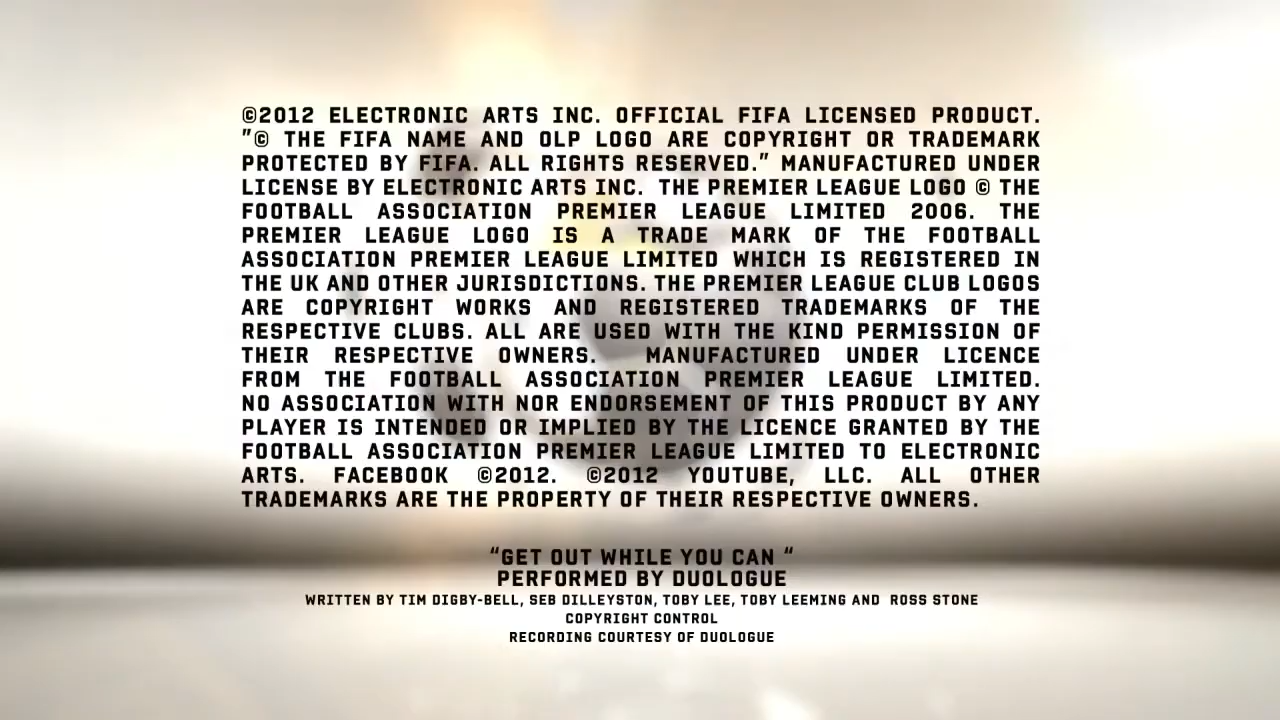 ©2012 ELECTRONIC ARTS INC. OFFICIAL FIFA LICENSED PRODUCT.
"© THE FIFA NAME AND OLP LOGO ARE COPYRIGHT OR TRADEMARK
PROTECTED BY FIFA. ALL RIGHTS RESERVED." MANUFACTURED UNDER
LICENSE BY ELECTRONIC ARTS INC. THE PREMIER LEAGUE LOGO © THE
FOOTBALL ASSOCIATION PREMIER LEAGUE LIMITED 2006. THE
PREMIER LEAGUE LOGO IS A TRADE MARK OF THE FOOTBALL
ASSOCIATION PREMIER LEAGUE LIMITED WHICH IS REGISTERED IN
THE UK AND OTHER JURISDICTIONS. THE PREMIER LEAGUE CLUB LOGOS
ARE COPYRIGHT WORKS AND REGISTERED TRADEMARKS OF THE
RESPECTIVE CLUBS. ALL ARE USED WITH THE KIND PERMISSION OF
THEIR RESPECTIVE OWNERS. MANUFACTURED UNDER LICENCE
FROM THE FOOTBALL ASSOCIATION PREMIER LEAGUE LIMITED.
NO ASSOCIATION WITH NOR ENDORSEMENT OF THIS PRODUCT BY ANY
PLAYER IS INTENDED OR IMPLIED BY THE LICENCE GRANTED BY THE
FOOTBALL ASSOCIATION PREMIER LEAGUE LIMITED TO ELECTRONIC
ARTS. FACEBOOK ©2012. ©2012 YOUTUBE, LLC. ALL OTHER
TRADEMARKS ARE THE PROPERTY OF THEIR RESPECTIVE OWNERS.
“GET OUT WHILE YOU CAN “
PERFORMED BY DUOLOGUE
WRITTEN BY TIM DIGBY-BELL, SEB DILLEYSTON, TOBY LEE, TOBY LEEMING AND ROSS STONE
COPYRIGHT CONTROL
RECORDING COURTESY OF DUOLOGUE